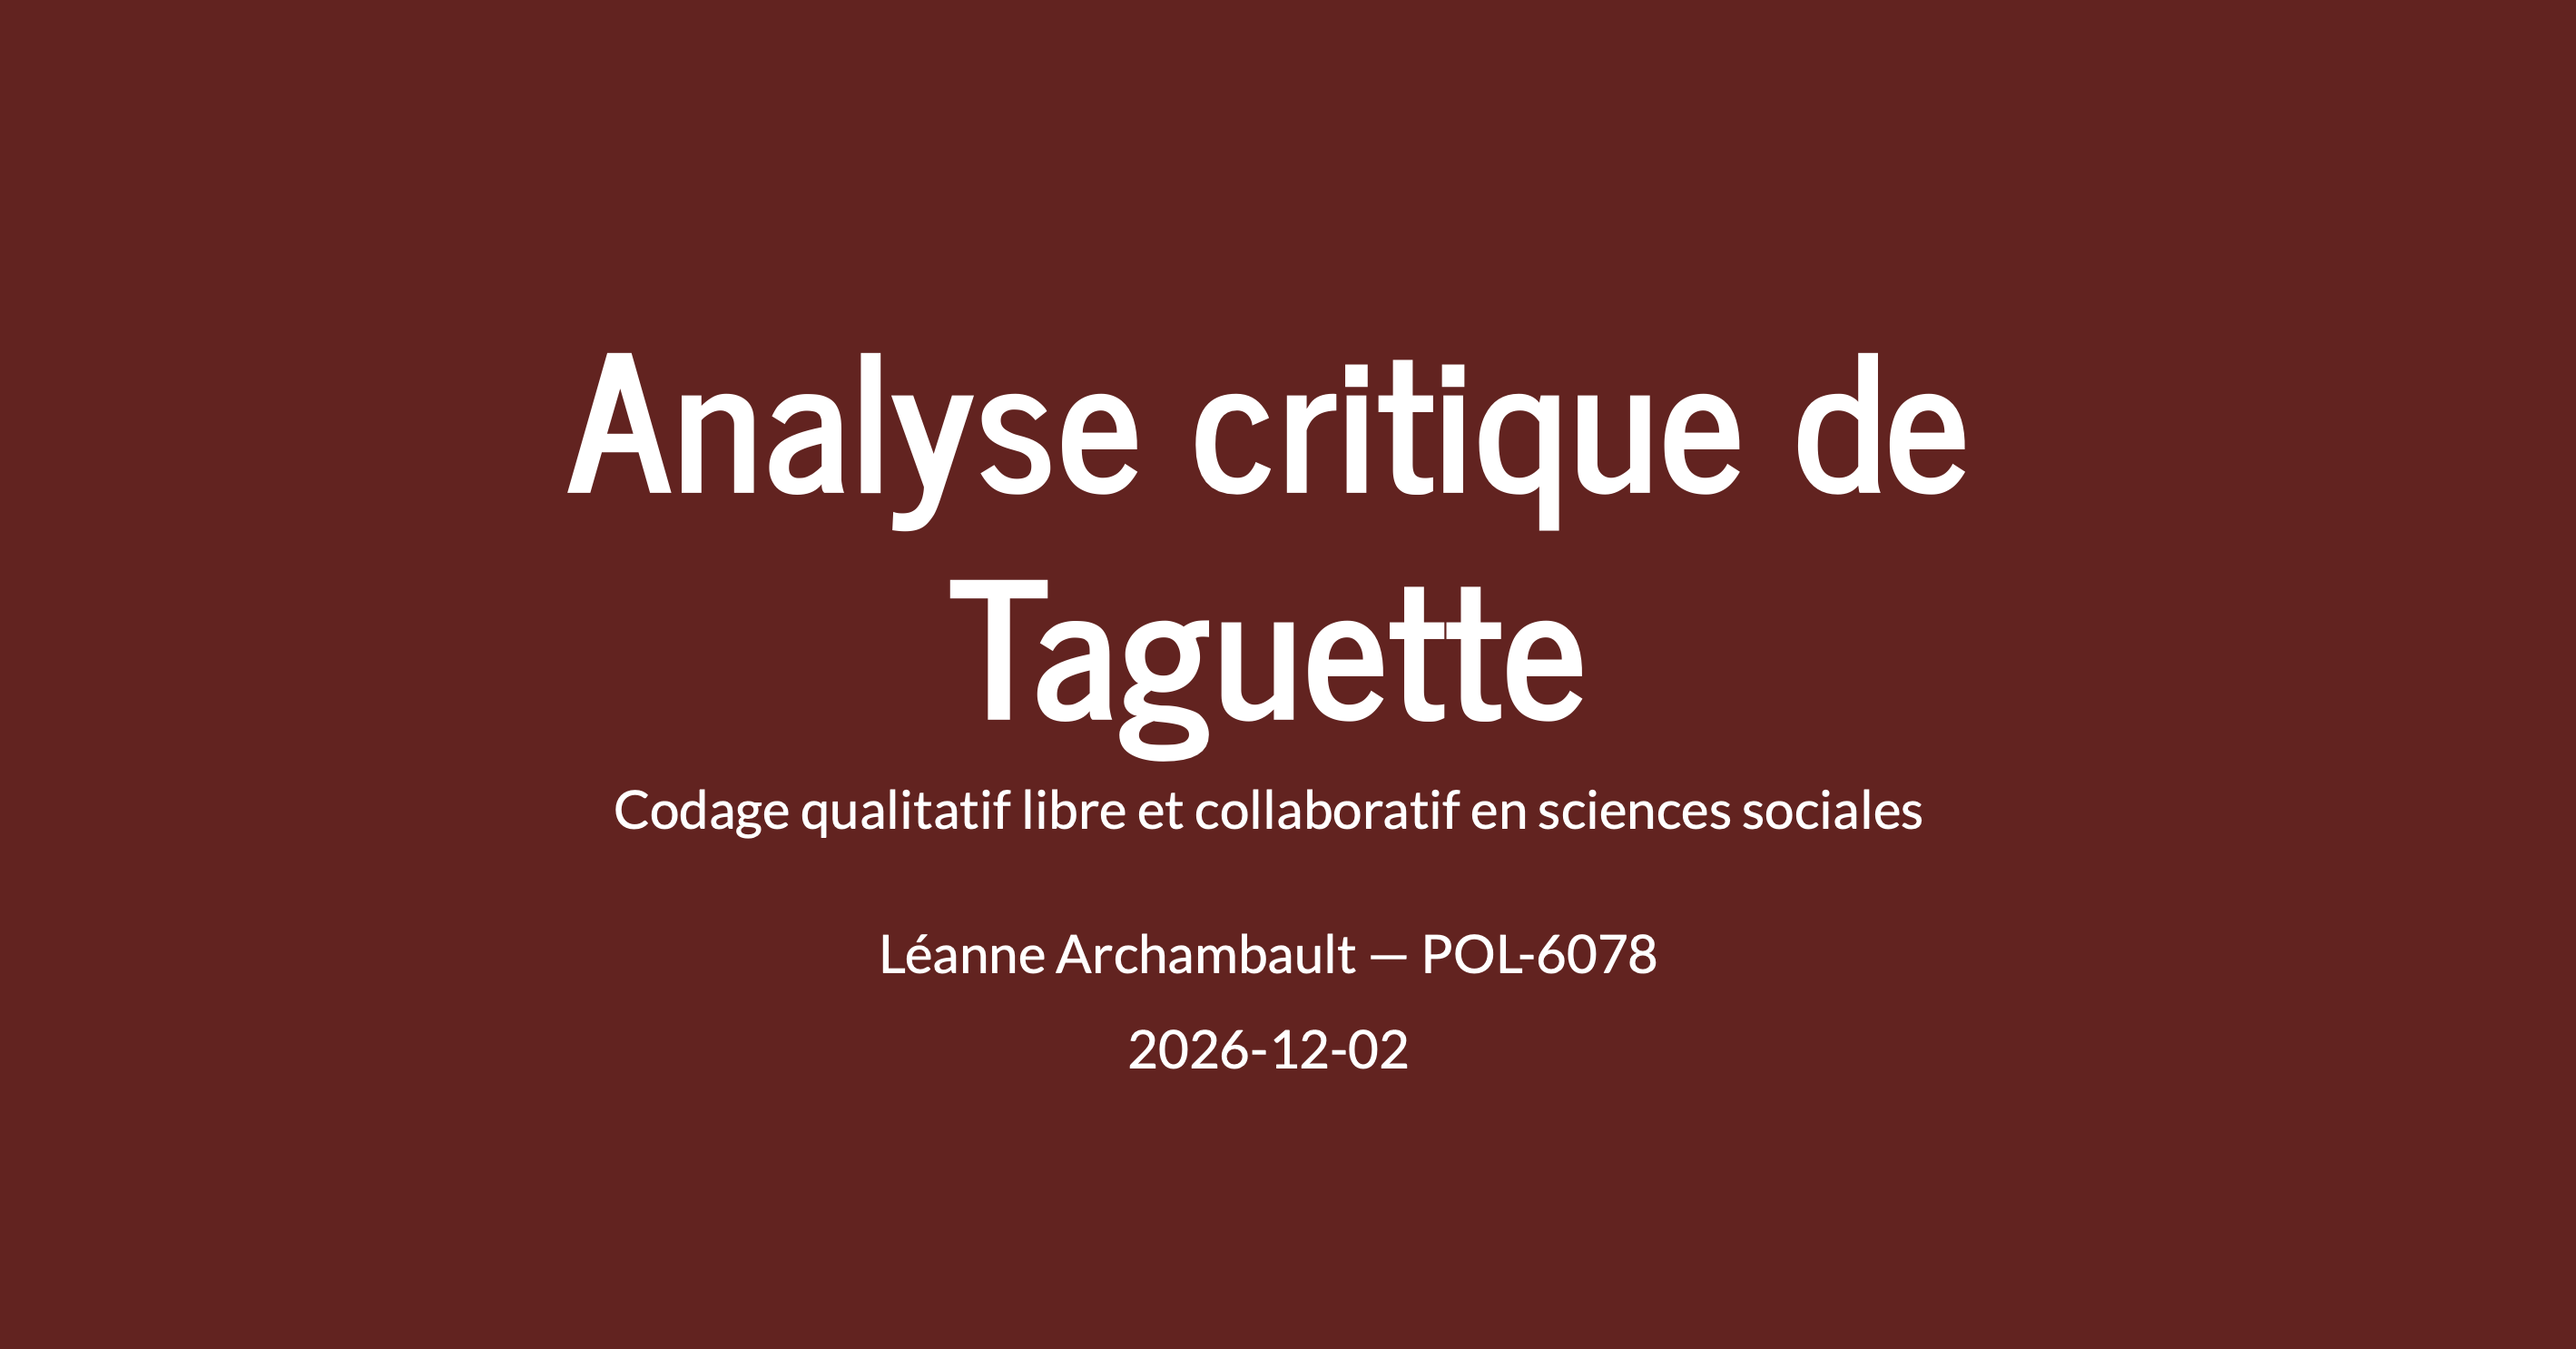 Analyse critique de
Taguette
Codage qualitatif libre et collaboratif en sciences sociales
Léanne Archambault — POL-6078
2026-12-02